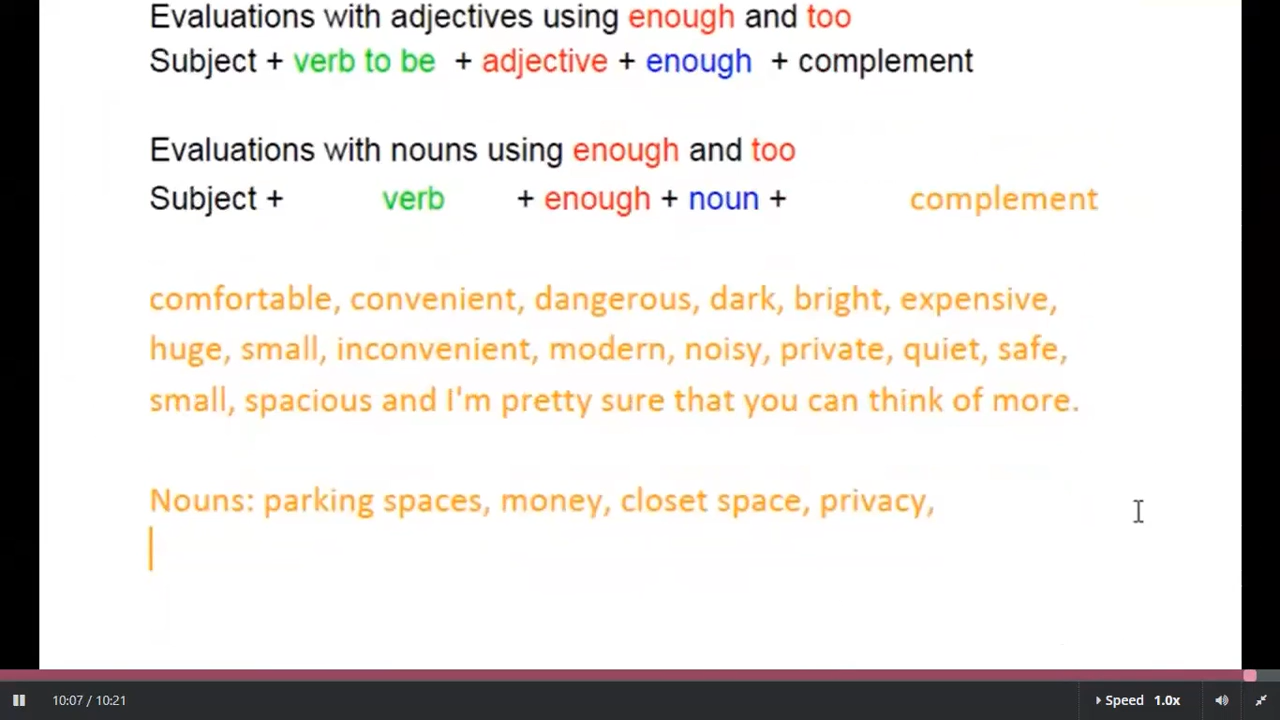 Evaluations with adjectives using enough and too
Subject + verb to be + adjective + enough + complement
Evaluations with nouns using enough and too
Subject + verb + enough + noun + complement
comfortable, convenient, dangerous, dark, bright, expensive,
huge, small, inconvenient, modern, noisy, private, quiet, safe,
small, spacious and I'm pretty sure that you can think of more.
Nouns: parking spaces, money, closet space, privacy,
10:07 / 10:21
Speed 1.0x